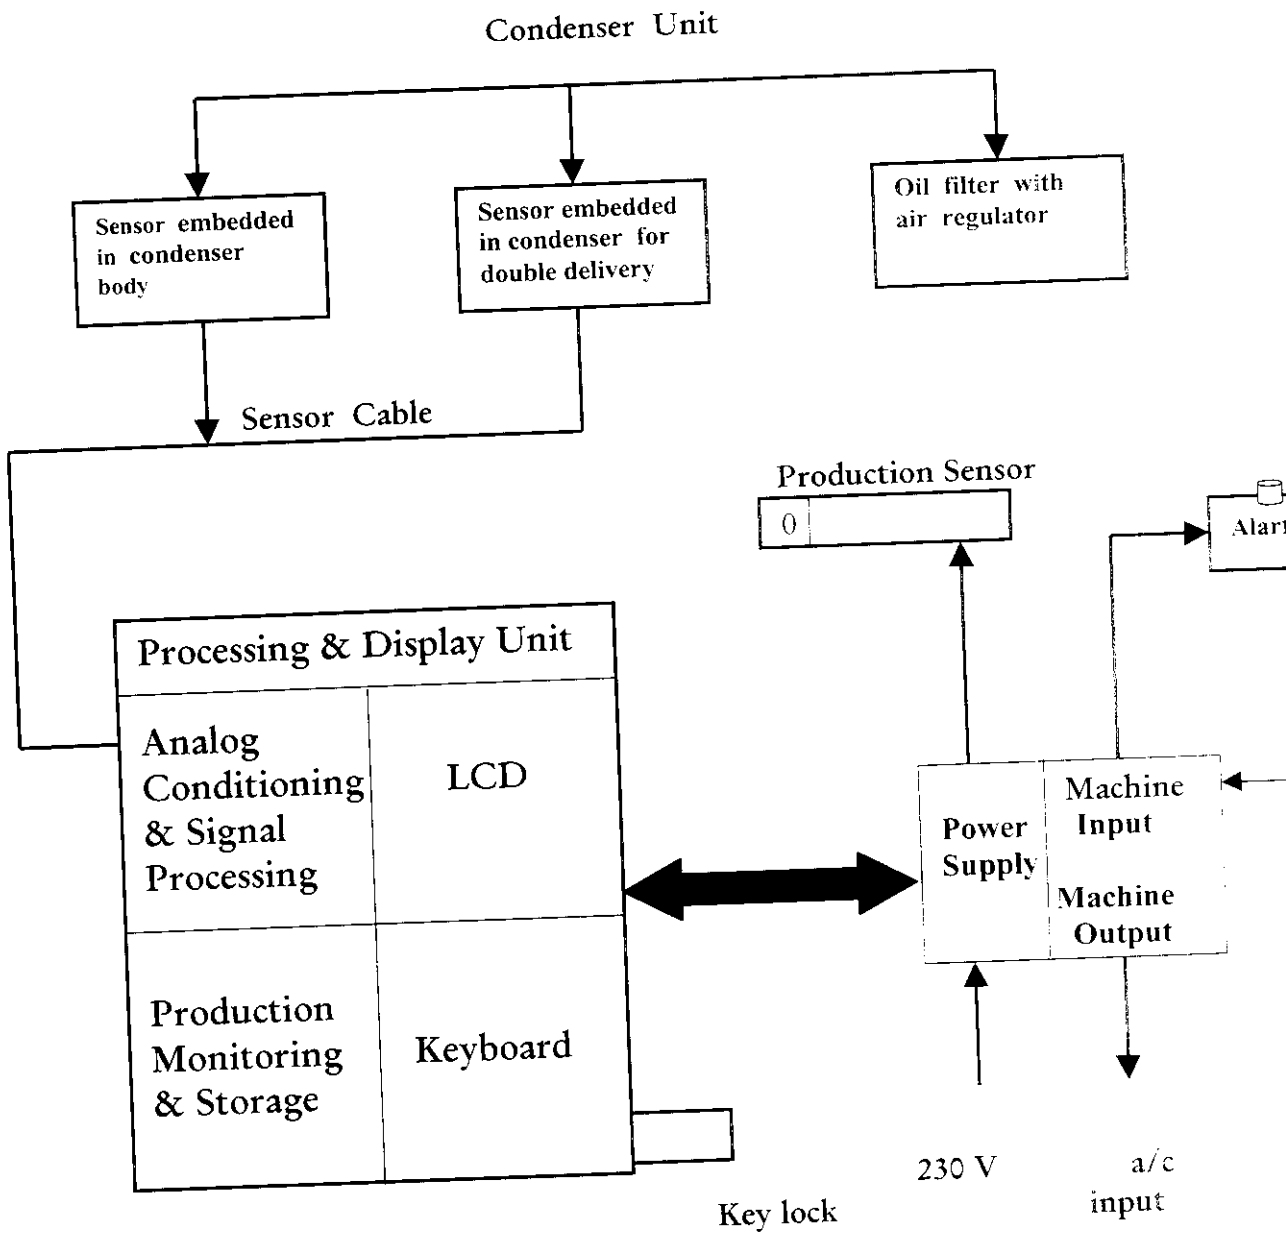 Condenser Unit
Sensor embedded
in condenser
body
Sensor embedded
in condenser for
double delivery
Oil filter with
air regulator
Sensor Cable
Production Sensor
0
Processing & Display Unit
Analog
Conditioning
& Signal
Processing
LCD
Production
Monitoring
& Storage
Keyboard
Power
Supply
Machine
Input
Machine
Output
230 V
a/c
input
Key lock